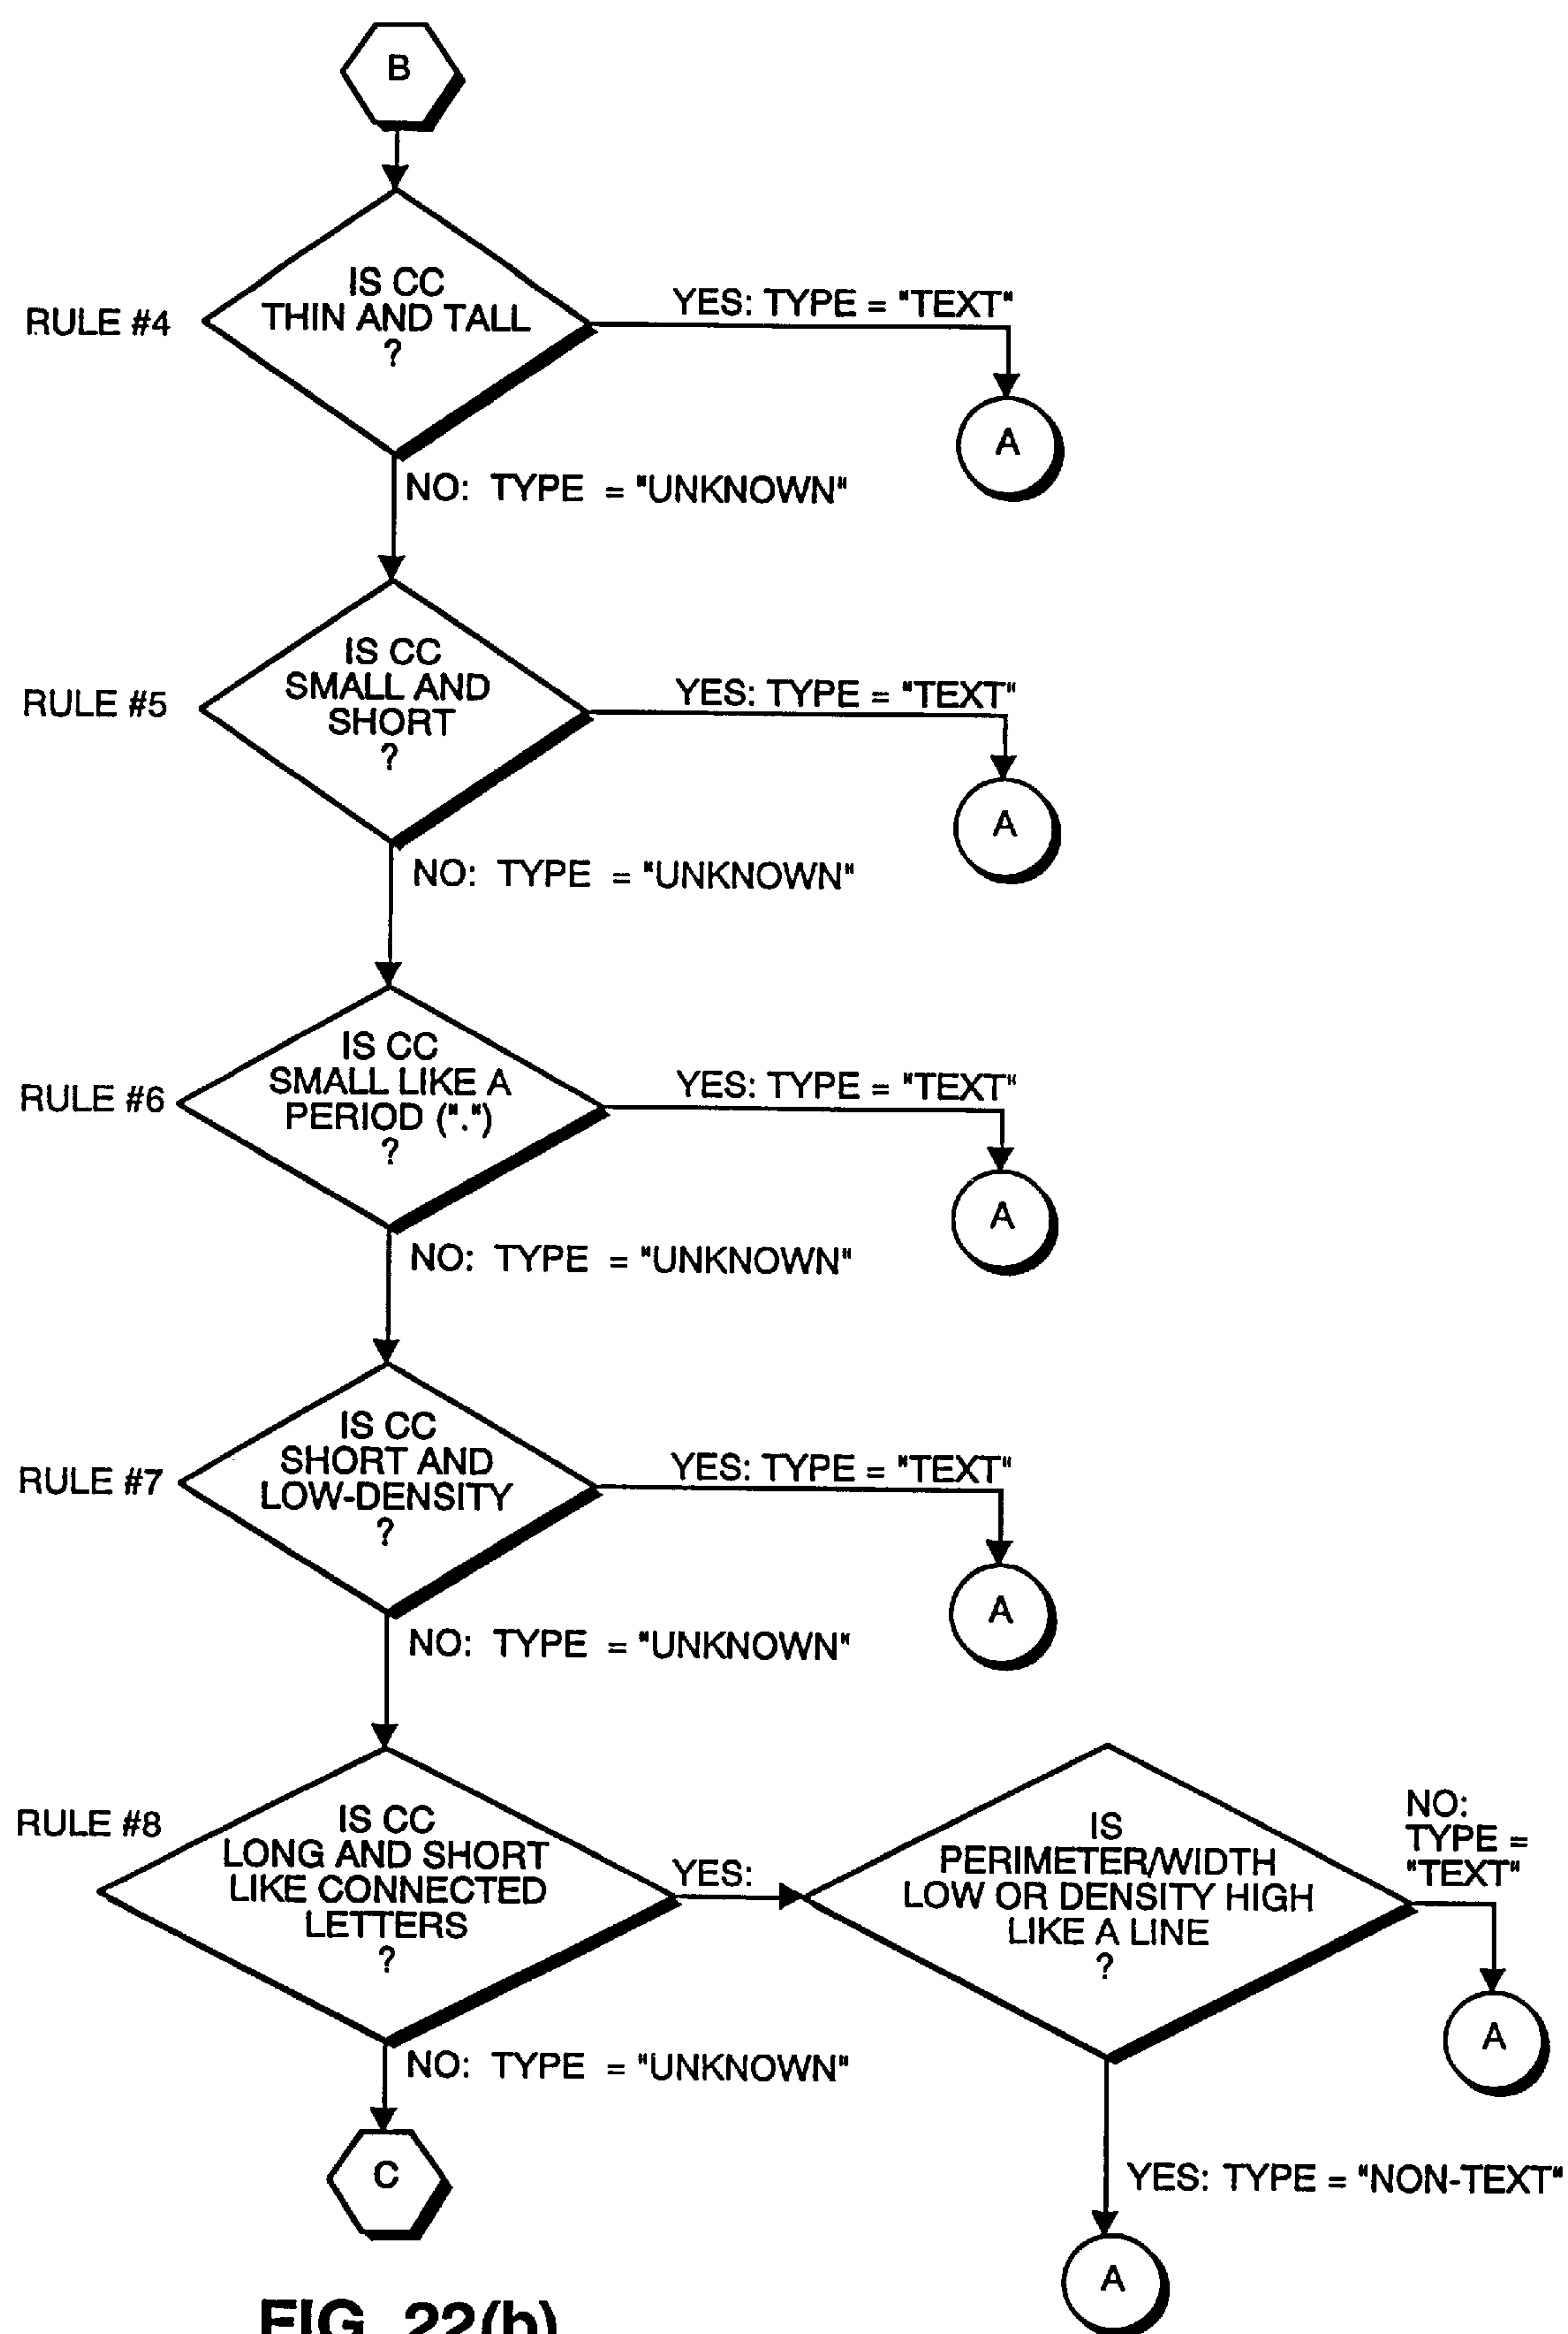 B
IS CC
THIN AND TALL
?
RULE #4
YES: TYPE = "TEXT"
A
NO: TYPE = "UNKNOWN"
IS CC
SMALL AND
SHORT
?
RULE #5
YES: TYPE = "TEXT"
A
NO: TYPE = "UNKNOWN"
IS CC
SMALL LIKE A
PERIOD (".")
?
RULE #6
YES: TYPE = "TEXT"
A
NO: TYPE = "UNKNOWN"
IS CC
SHORT AND
LOW-DENSITY
?
RULE #7
YES: TYPE = "TEXT"
A
NO: TYPE = "UNKNOWN"
RULE #8
IS CC
LONG AND SHORT
LIKE CONNECTED
LETTERS
?
YES:
IS
PERIMETER/WIDTH
LOW OR DENSITY HIGH
LIKE A LINE
?
NO:
TYPE =
"TEXT"
A
NO: TYPE = "UNKNOWN"
C
YES: TYPE = "NON-TEXT"
A
FIG. 22(b)